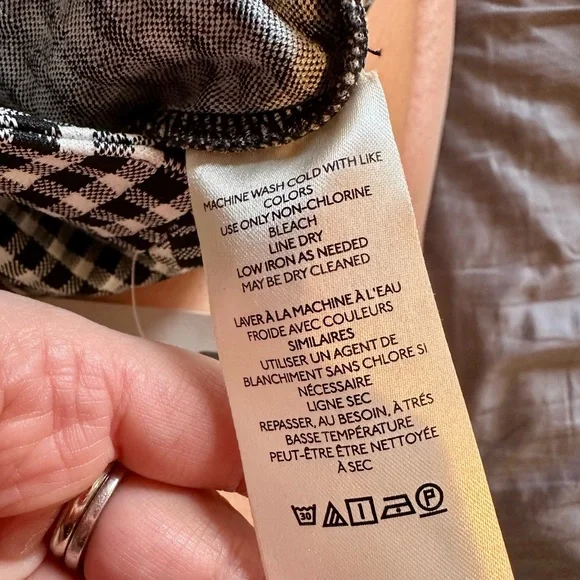 MACHINE WASH COLD WITH LIKE
COLORS
USE ONLY NON-CHLORINE
BLEACH
LINE DRY
LOW IRON AS NEEDED
MAY BE DRY CLEANED
LAVER À LA MACHINE À L'EAU
FROIDE AVEC COULEURS
SIMILAIRES
UTILISER UN AGENT DE
BLANCHIMENT SANS CHLORE SI
NÉCESSAIRE
LIGNE SEC
REPASSER, AU BESOIN, À TRÉS
BASSE TEMPÉRATURE
PEUT-ÊTRE ÊTRE NETTOYÉE
À SEC
30 P